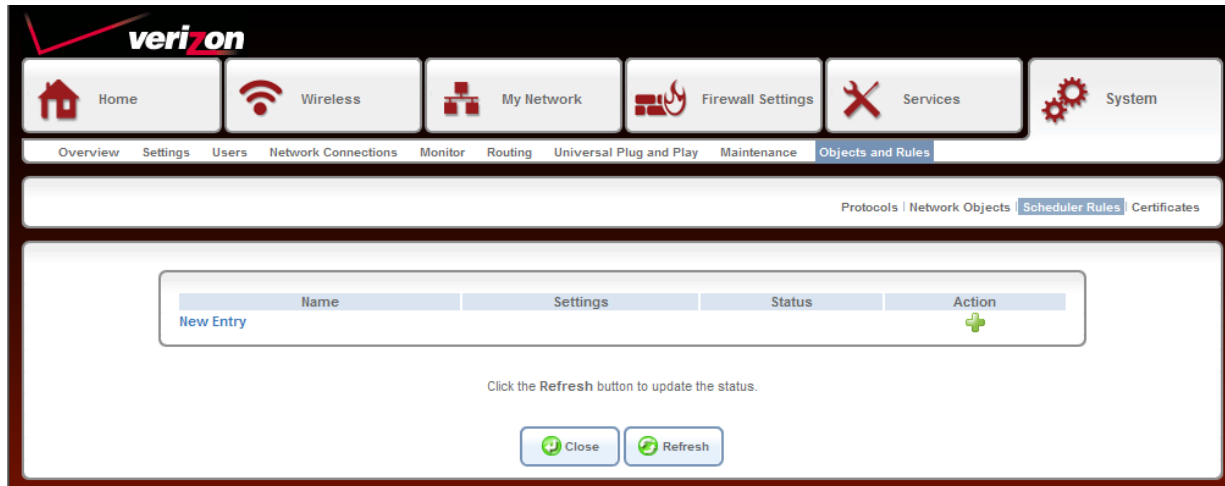 verizon
Home Wireless My Network Firewall Settings Services System
Overview Settings Users Network Connections Monitor Routing Universal Plug and Play Maintenance Objects and Rules
Protocols | Network Objects | Scheduler Rules | Certificates
Name Settings Status Action
New Entry
Click the Refresh button to update the status.
Close Refresh